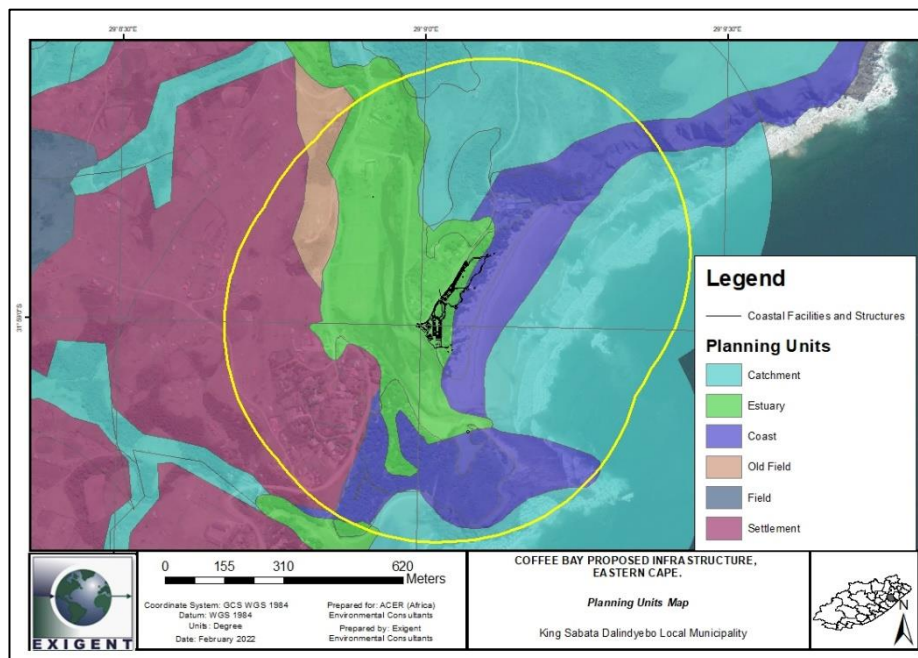 29° 8'30"E
29° 9'0"E
29° 9'30"E
31°59'0"S
Legend
Coastal Facilities and Structures
Planning Units
Catchment
Estuary
Coast
Old Field
Field
Settlement
EXIGENT
0 155 310 620
Meters
Coordinate System: GCS WGS 1984
Datum: WGS 1984
Units: Degree
Date: February 2022
Prepared for: ACER (Africa)
Environmental Consultants
Prepared by: Exigent
Environmental Consultants
COFFEE BAY PROPOSED INFRASTRUCTURE,
EASTERN CAPE.
Planning Units Map
King Sabata Dalindyebo Local Municipality
N